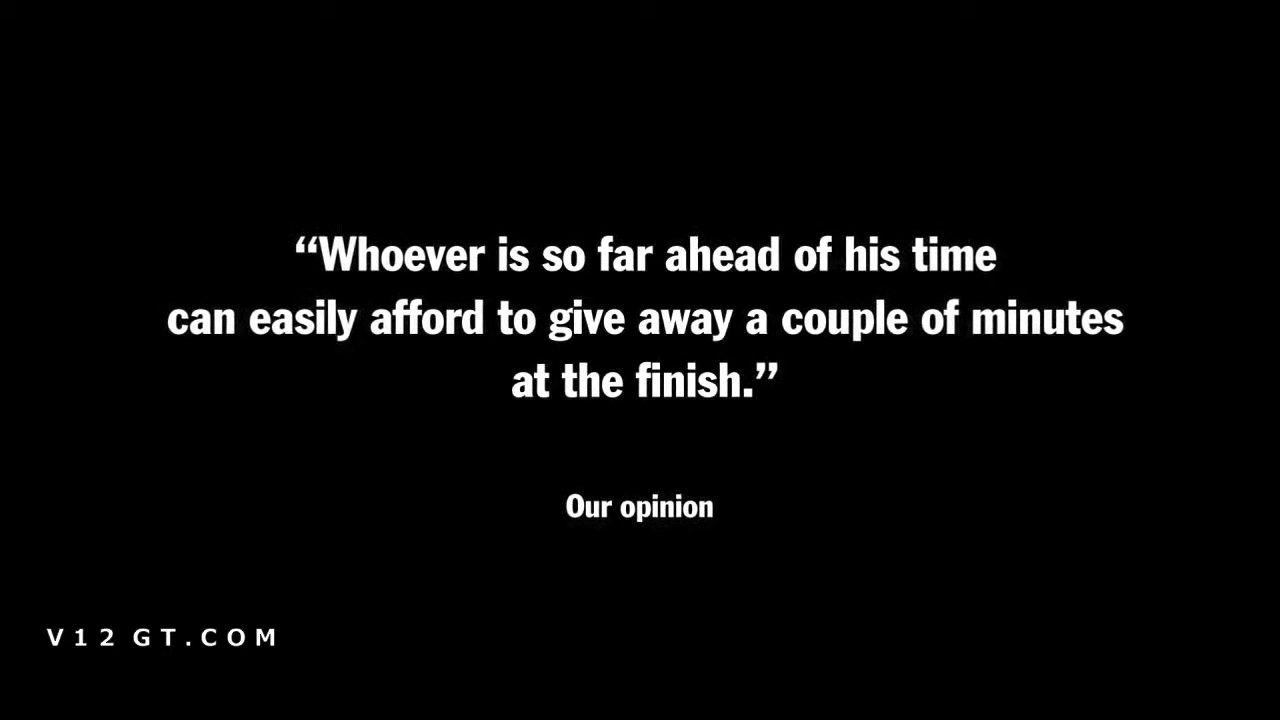 “Whoever is so far ahead of his time
can easily afford to give away a couple of minutes
at the finish.”
Our opinion
V12 GT.COM